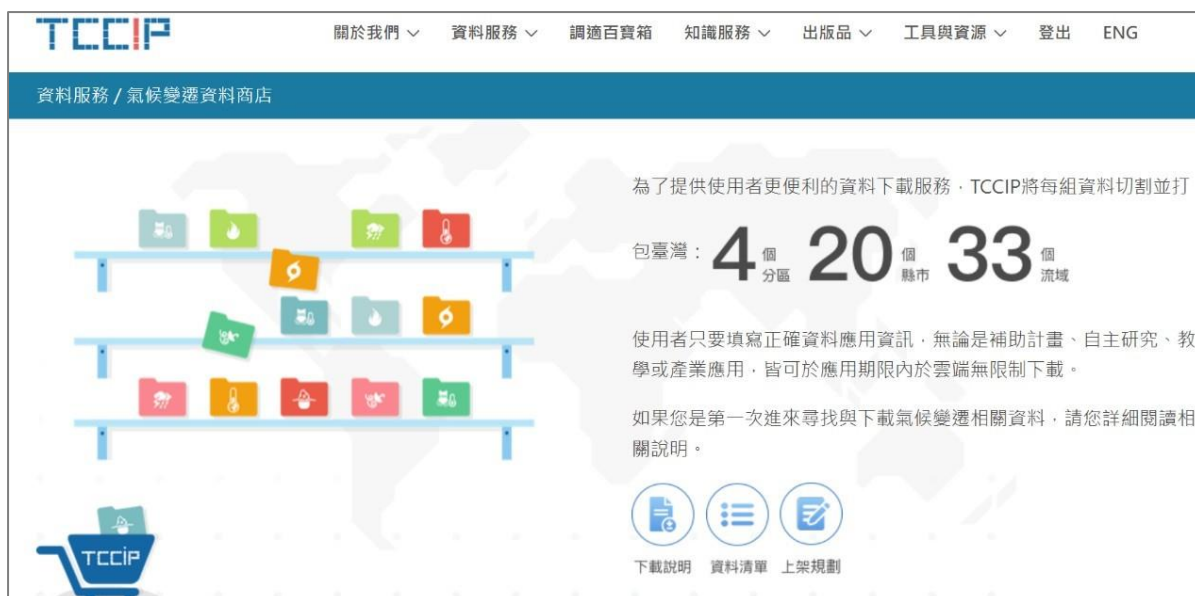 TCCIP
關於我們 資料服務 調適百寶箱 知識服務 出版品 工具與資源 登出 ENG
資料服務 / 氣候變遷資料商店
為了提供使用者更便利的資料下載服務，TCCIP將每組資料切割並打
包臺灣：4個分區 20個縣市 33個流域
使用者只要填寫正確資料應用資訊，無論是補助計畫、自主研究、教
學或產業應用，皆可於應用期限內於雲端無限制下載。
如果您是第一次進來尋找與下載氣候變遷相關資料，請您詳細閱讀相
關說明。
下載說明 資料清單 上架規劃
TCCIP